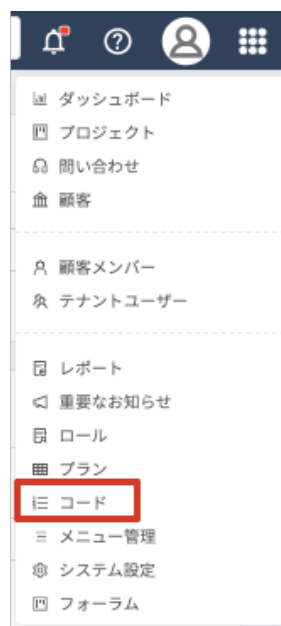 ダッシュボード
プロジェクト
問い合わせ
顧客
顧客メンバー
テナントユーザー
レポート
重要なお知らせ
ロール
プラン
コード
メニュー管理
システム設定
フォーラム